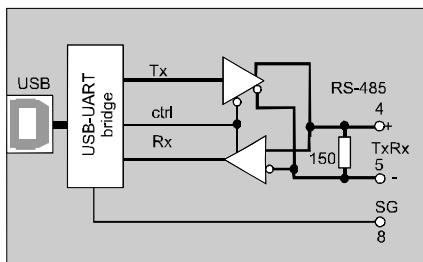 USB
USB-UART
bridge
Tx
ctrl
Rx
RS-485
4
+
TxRx
150
5
-
SG
8